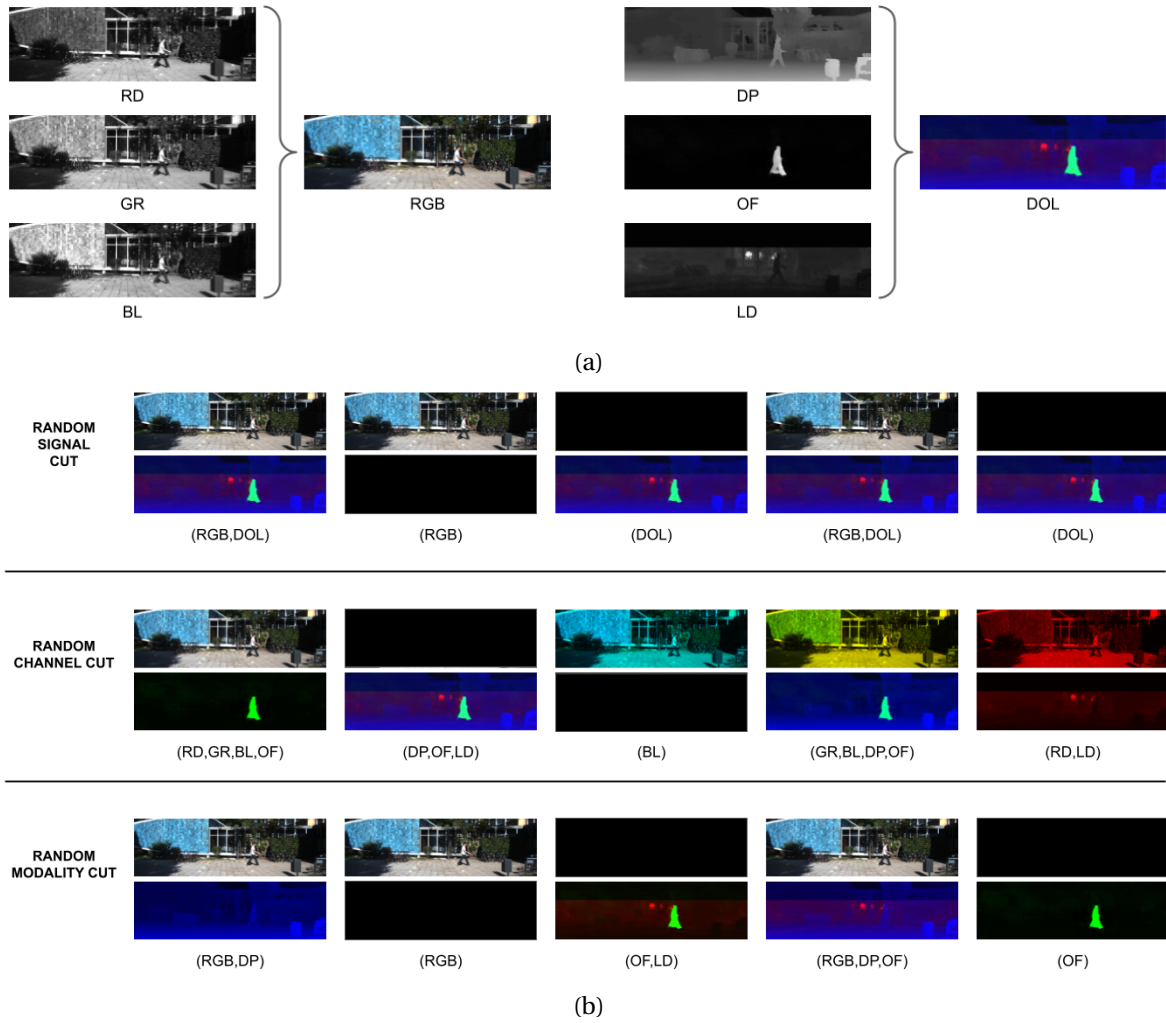 RD
DP
GR
RGB
OF
DOL
BL
LD
(a)
RANDOM
SIGNAL
CUT
(RGB,DOL)
(RGB)
(DOL)
(RGB,DOL)
(DOL)
RANDOM
CHANNEL CUT
(RD,GR,BL,OF)
(DP,OF,LD)
(BL)
(GR,BL,DP,OF)
(RD,LD)
RANDOM
MODALITY CUT
(RGB,DP)
(RGB)
(OF,LD)
(RGB,DP,OF)
(OF)
(b)